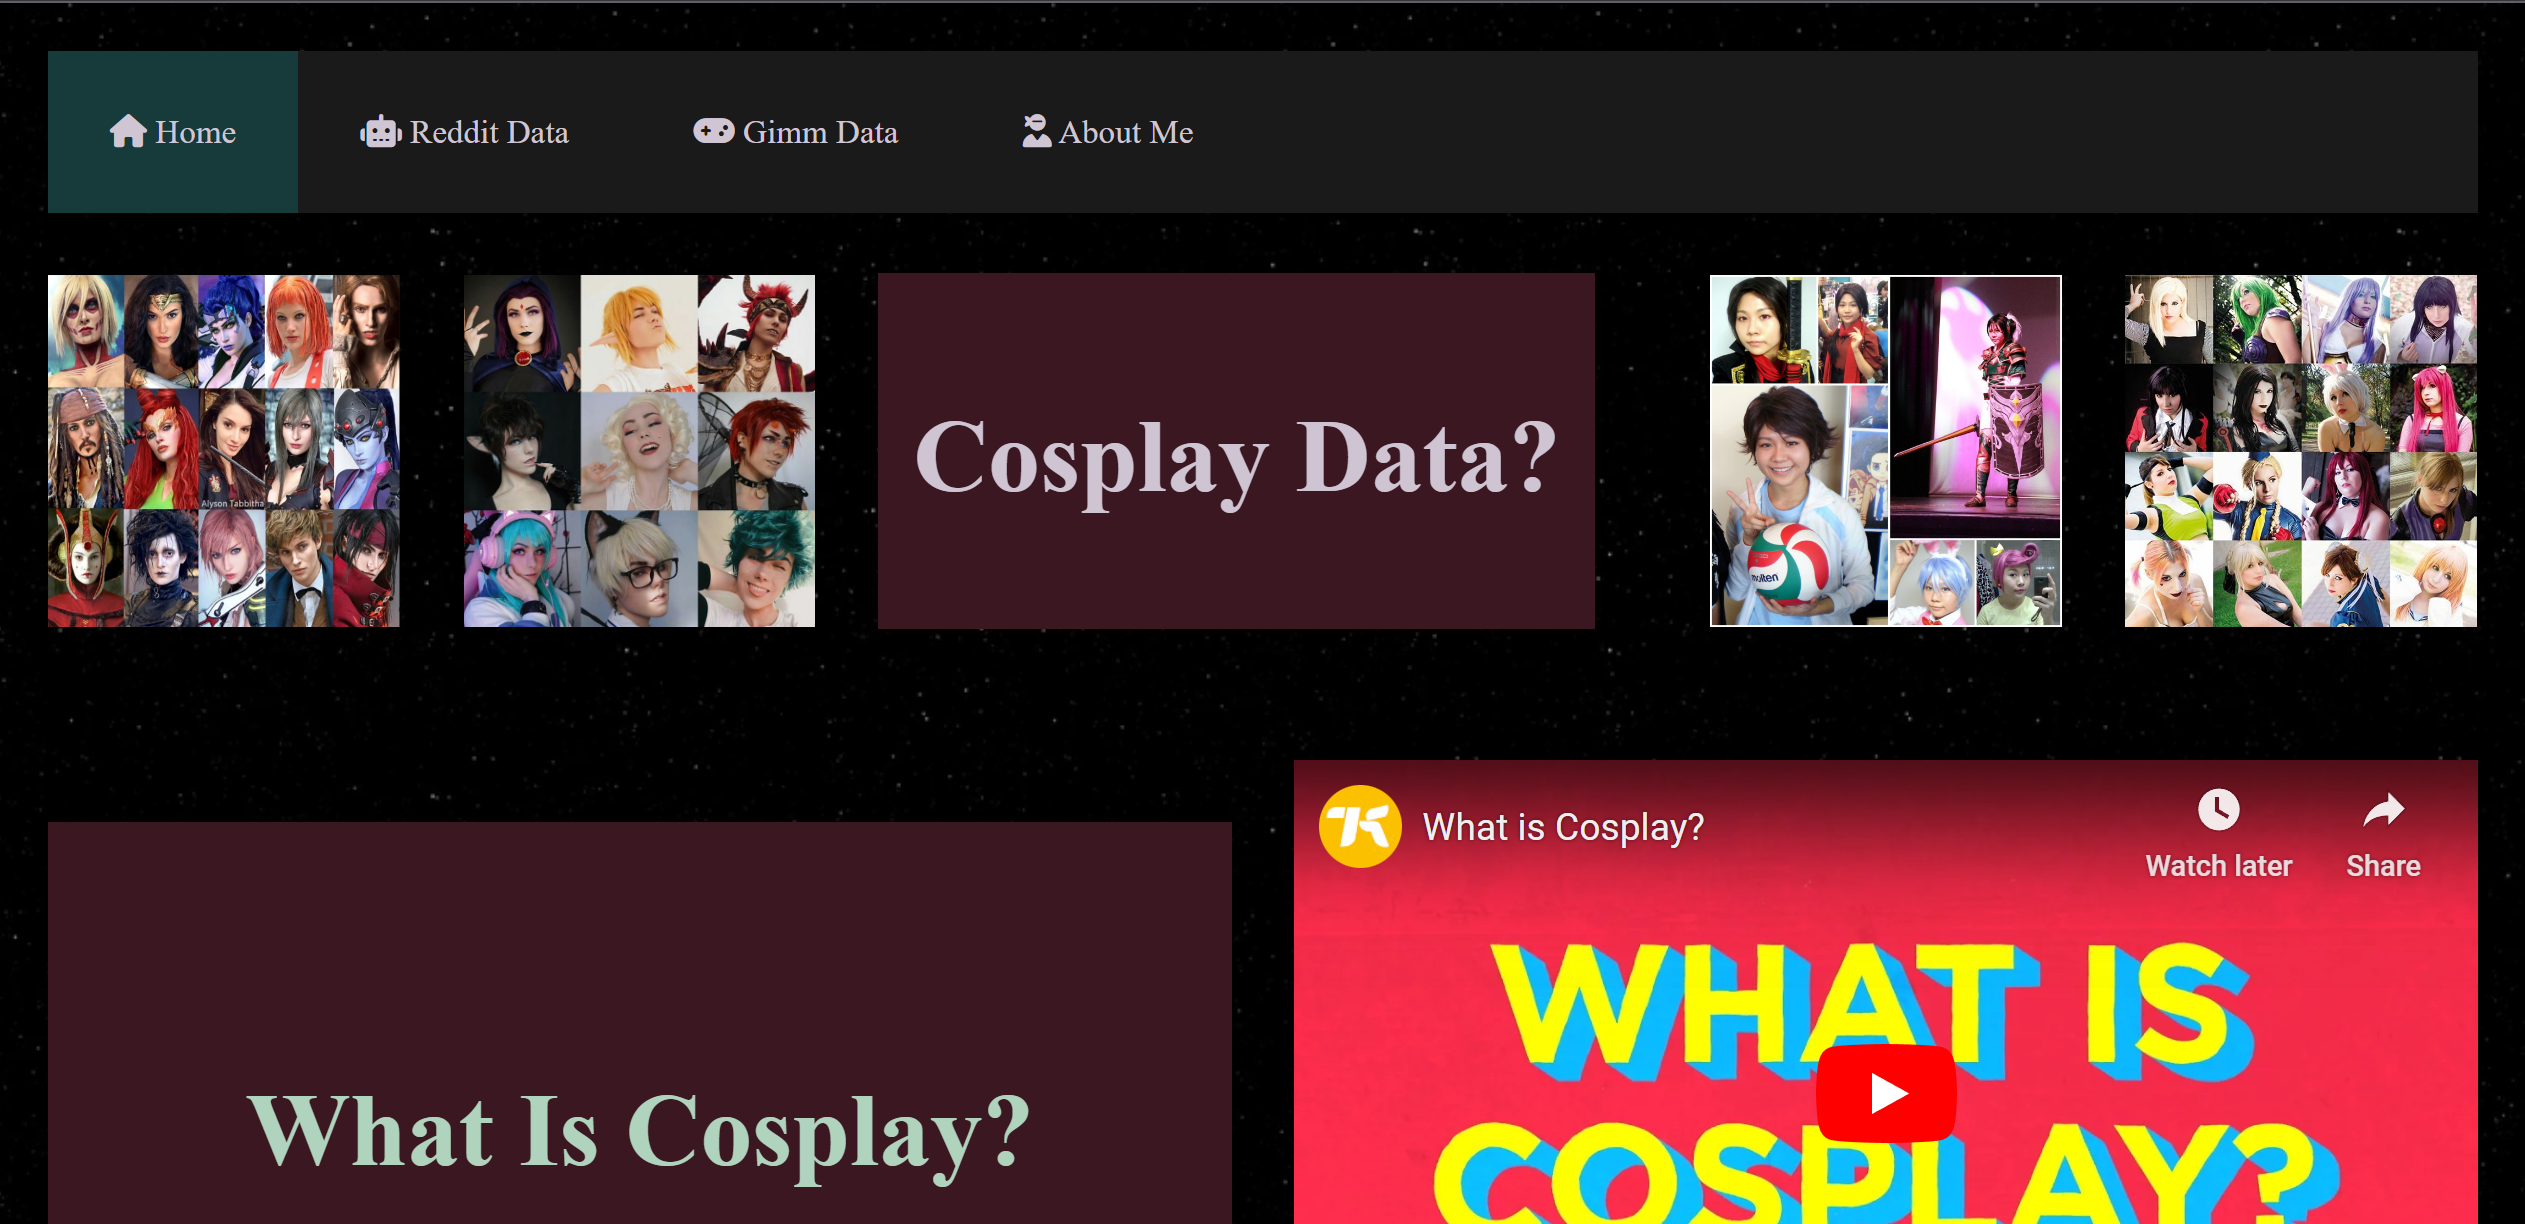 Home
Reddit Data
Gimm Data
About Me
Alyson Tabbitha
Cosplay Data?
molten
What is Cosplay?
Watch later
Share
WHAT IS
COSPLAY?
What Is Cosplay?